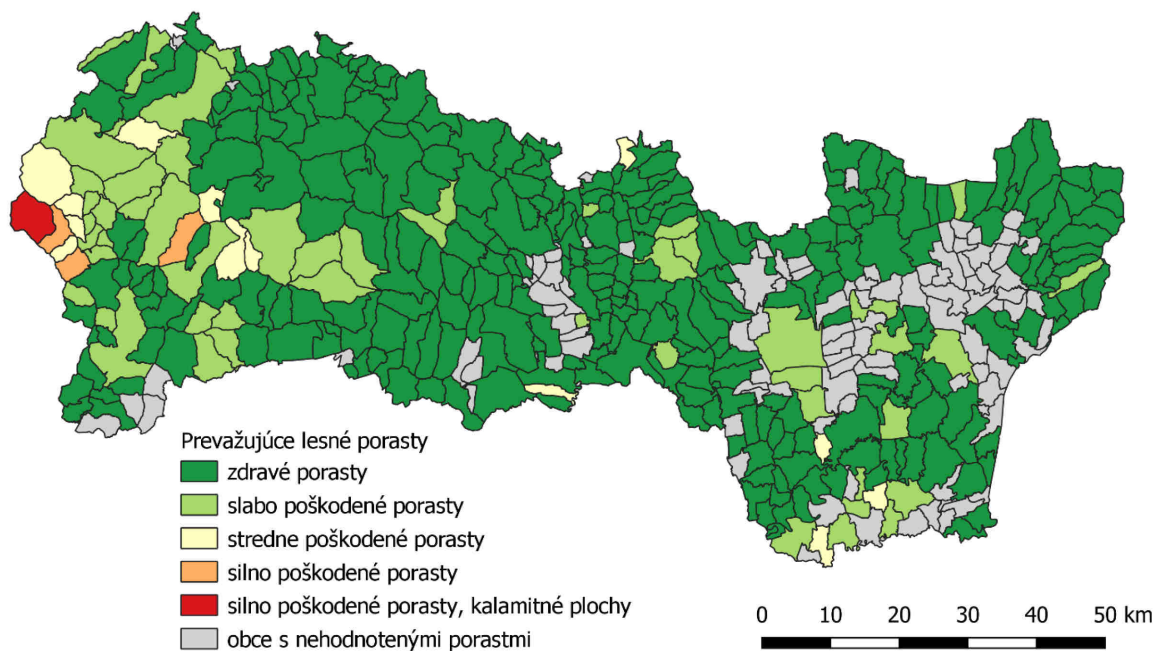 Prevažujúce lesné porasty
zdravé porasty
slabo poškodené porasty
stredne poškodené porasty
silno poškodené porasty
silno poškodené porasty, kalamitné plochy
obce s nehodnotenými porastmi
0 10 20 30 40 50 km